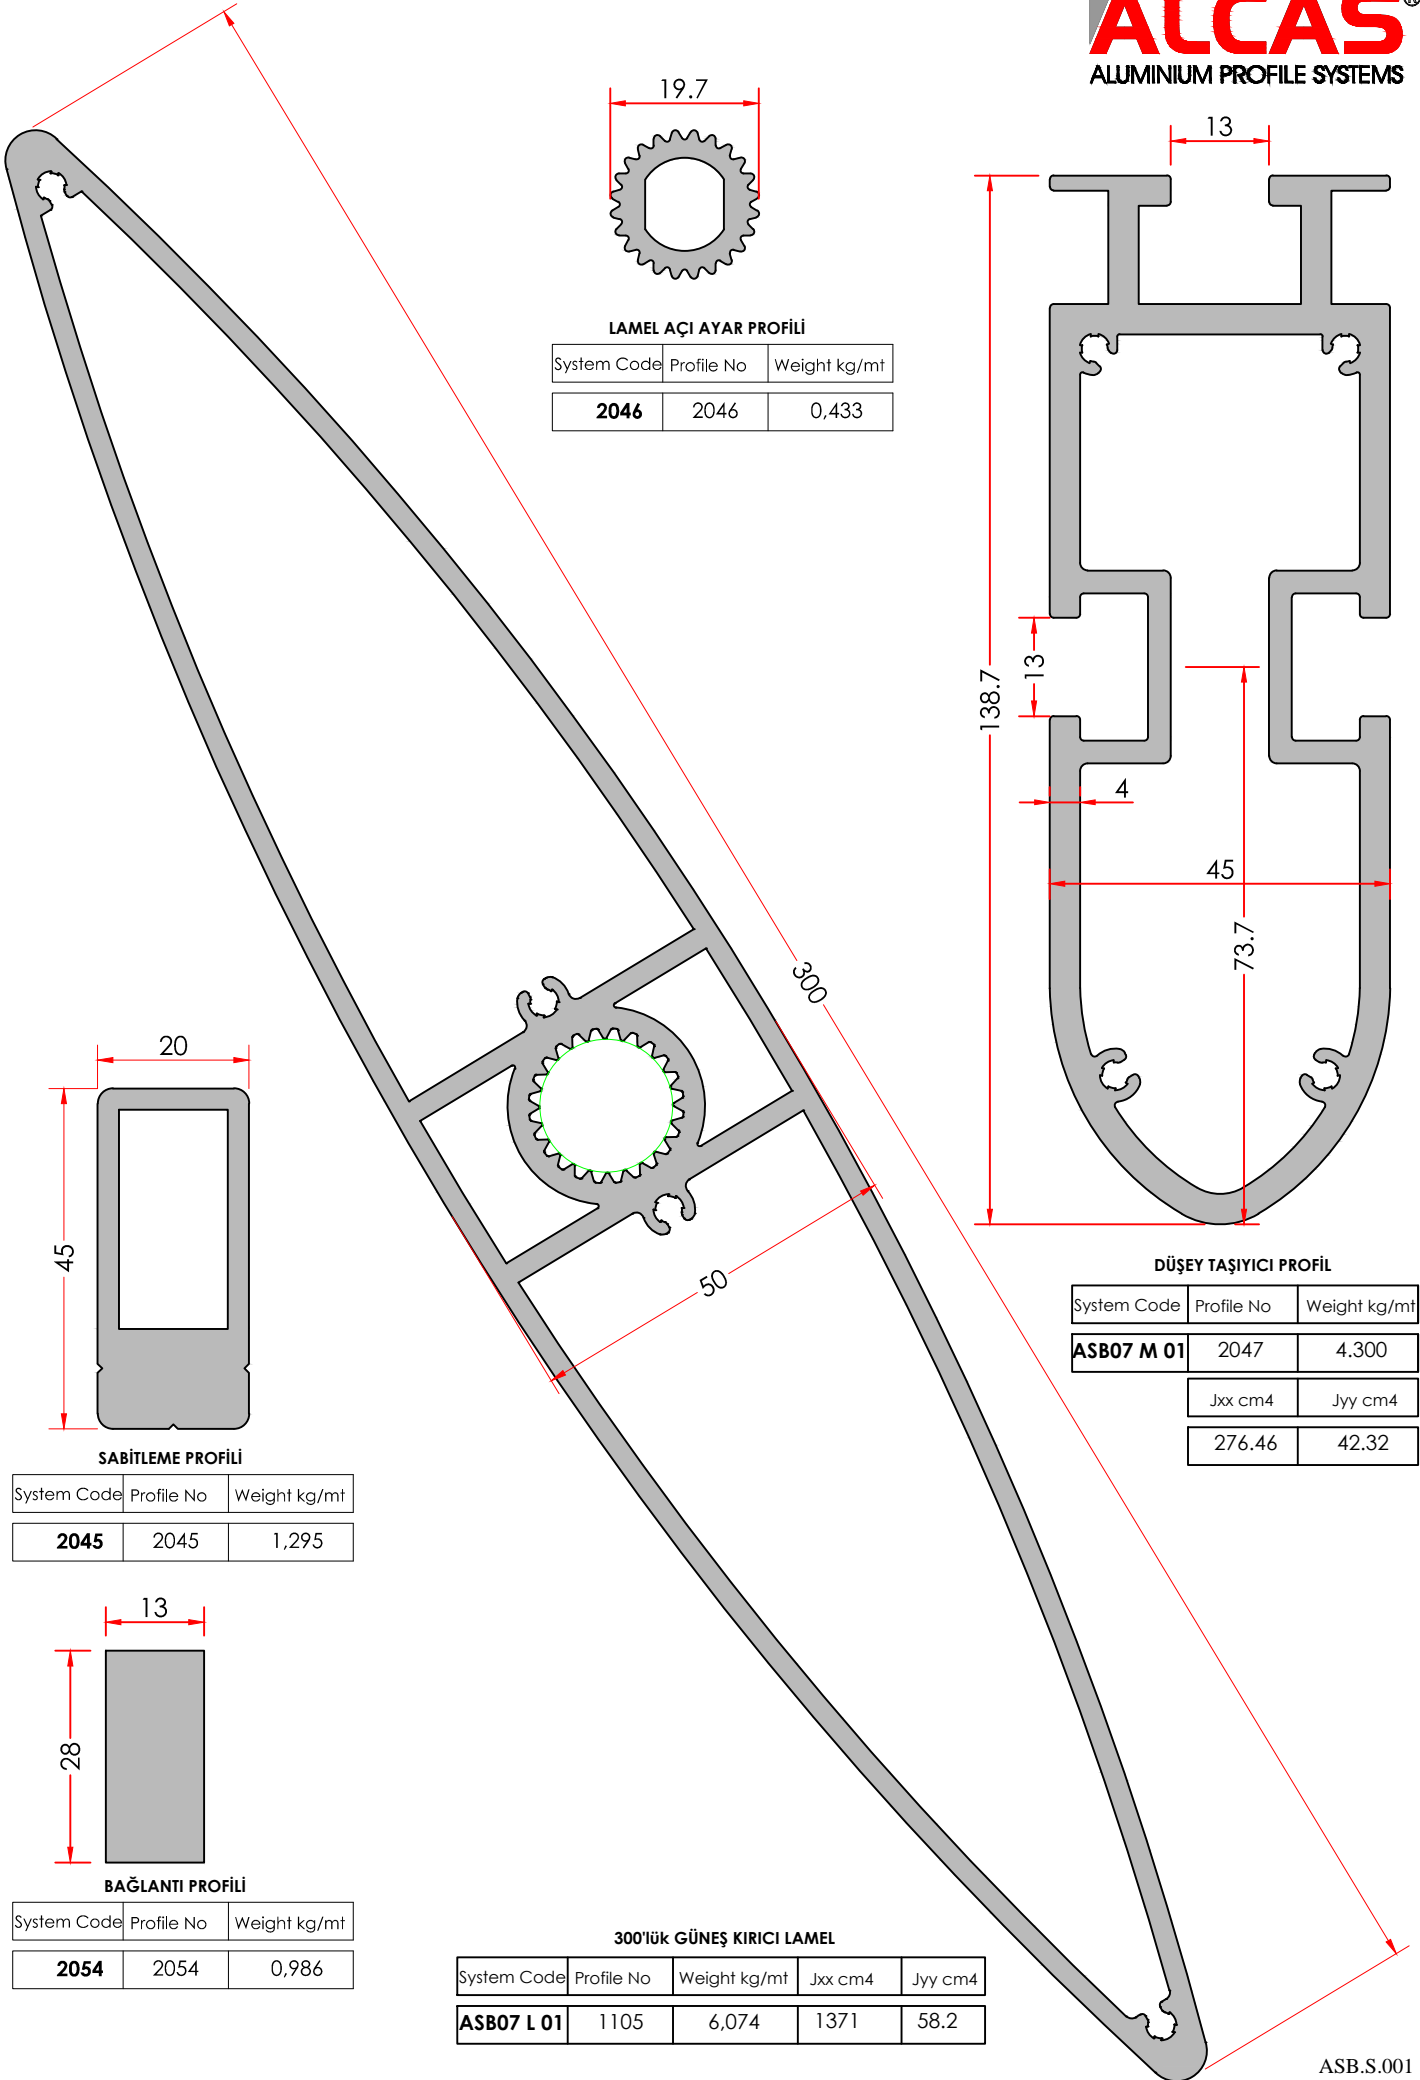 ALCAS®
ALUMINIUM PROFILE SYSTEMS
19.7
LAMEL AÇI AYAR PROFİLİ
System Code Profile No Weight kg/mt
2046 2046 0,433
13
138.7
13
4
45
73.7
DÜŞEY TAŞIYICI PROFİL
System Code Profile No Weight kg/mt
ASB07 M 01 2047 4.300
Jxx cm4 Jyy cm4
276.46 42.32
300
50
20
45
SABİTLEME PROFİLİ
System Code Profile No Weight kg/mt
2045 2045 1,295
13
28
BAĞLANTI PROFİLİ
System Code Profile No Weight kg/mt
2054 2054 0,986
300'lük GÜNEŞ KIRICI LAMEL
System Code Profile No Weight kg/mt Jxx cm4 Jyy cm4
ASB07 L 01 1105 6,074 1371 58.2
ASB.S.001